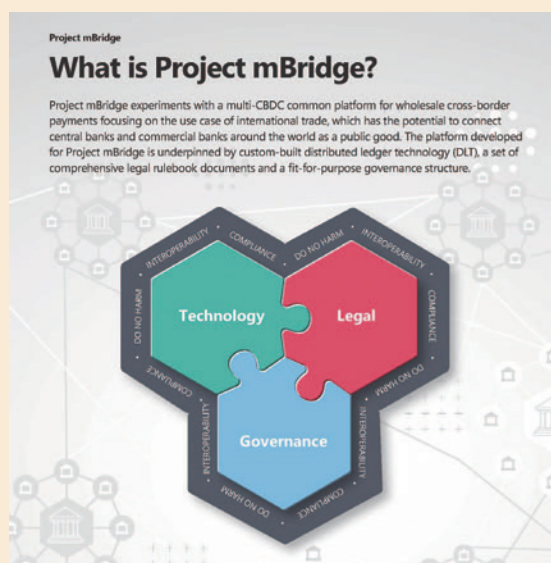 Project mBridge
What is Project mBridge?
Project mBridge experiments with a multi-CBDC common platform for wholesale cross-border
payments focusing on the use case of international trade, which has the potential to connect
central banks and commercial banks around the world as a public good. The platform developed
for Project mBridge is underpinned by custom-built distributed ledger technology (DLT), a set of
comprehensive legal rulebook documents and a fit-for-purpose governance structure.
DO NO HARM • INTEROPERABILITY • COMPLIANCE • DO NO HARM • INTEROPERABILITY • COMPLIANCE • DO NO HARM • INTEROPERABILITY • COMPLIANCE • DO NO HARM • INTEROPERABILITY • COMPLIANCE
Technology
Legal
Governance